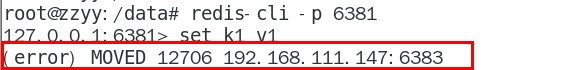 root@zzyy:/data# redis-cli -p 6381
127.0.0.1:6381> set k1 v1
(error) MOVED 12706 192.168.111.147:6383